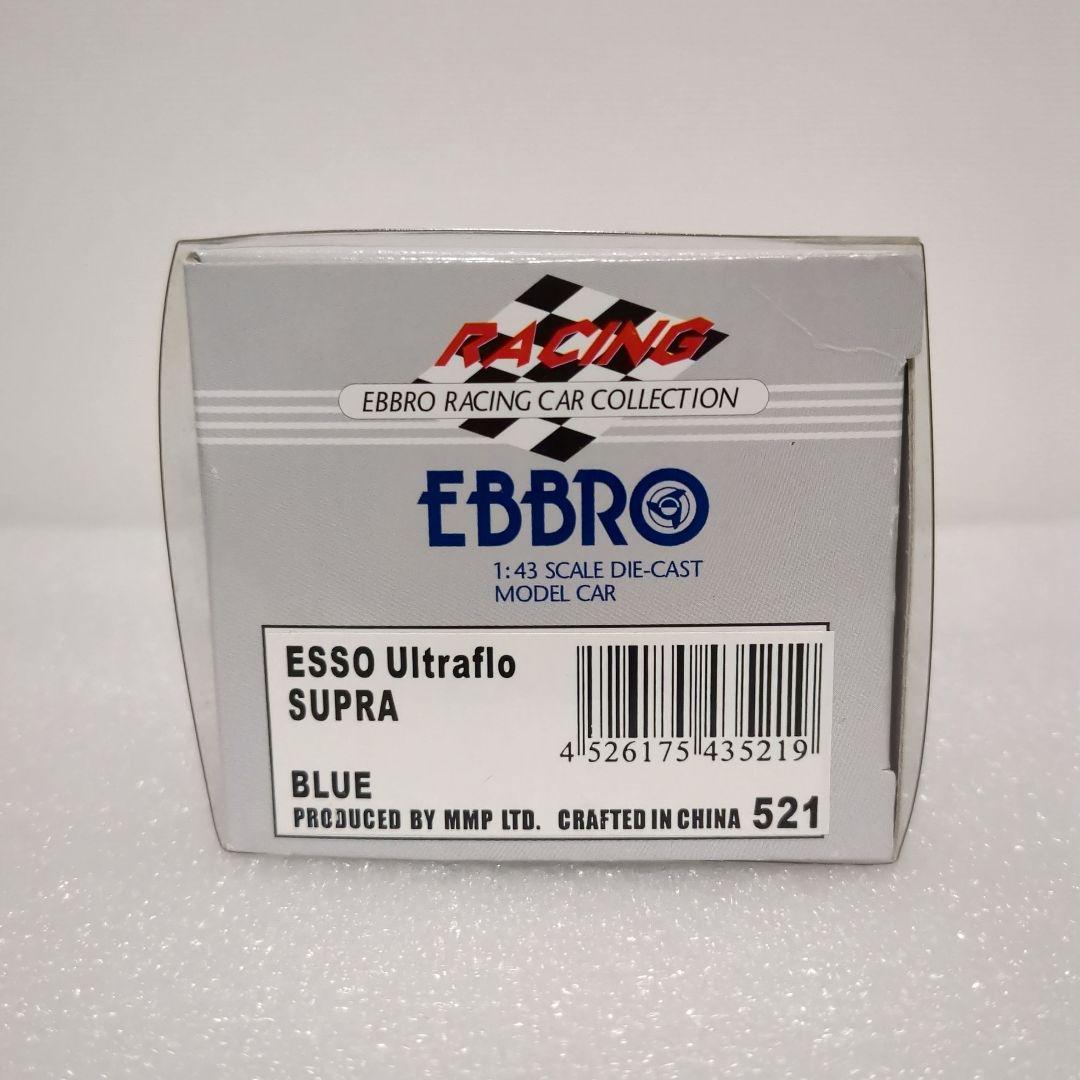 RACING
EBBRO RACING CAR COLLECTION
EBBRO
1:43 SCALE DIE-CAST
MODEL CAR
ESSO Ultraflo
SUPRA
4 526175 435219
BLUE
PRODUCED BY MMP LTD. CRAFTED IN CHINA 521